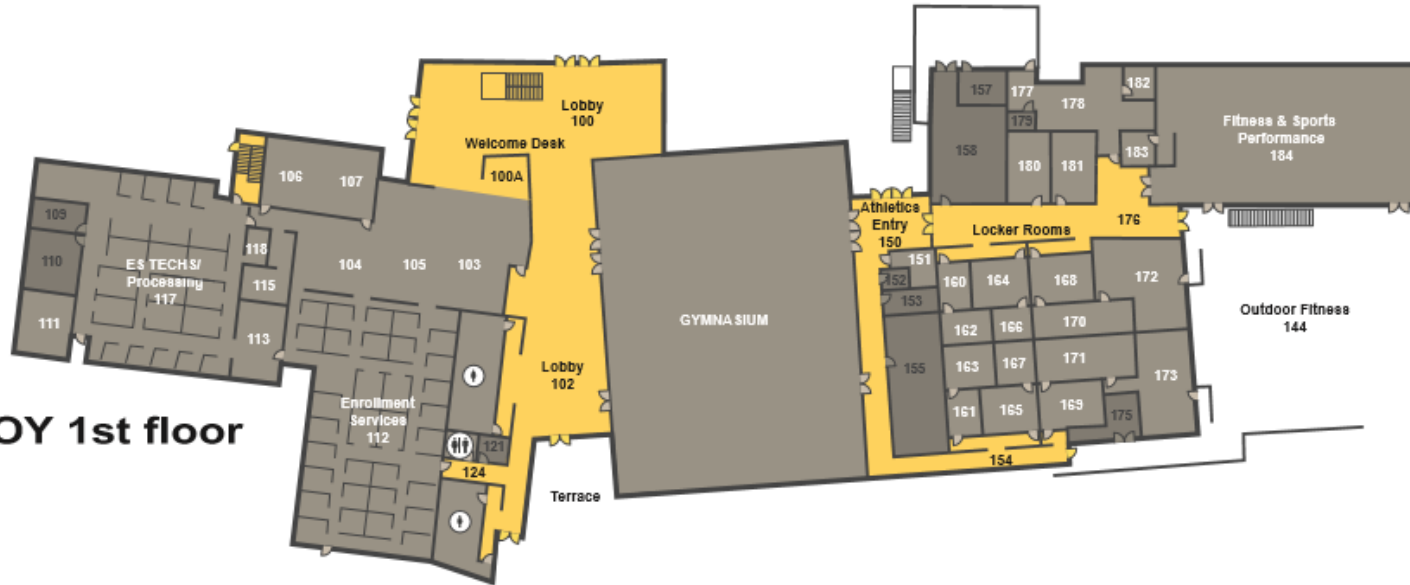 Lobby
100
Welcome Desk
100A
106
107
109
110
111
ES TECHS/
Processing
117
118
115
113
104
105
103
Lobby
102
Enrollment
Services
112
121
124
Terrace
OY 1st floor
GYMNASIUM
Athletics
Entry
150
151
152
153
155
154
Locker Rooms
176
157
158
177
178
179
180
181
182
183
Fitness & Sports
Performance
184
160
164
168
172
162
166
170
163
167
171
173
161
165
169
175
Outdoor Fitness
144